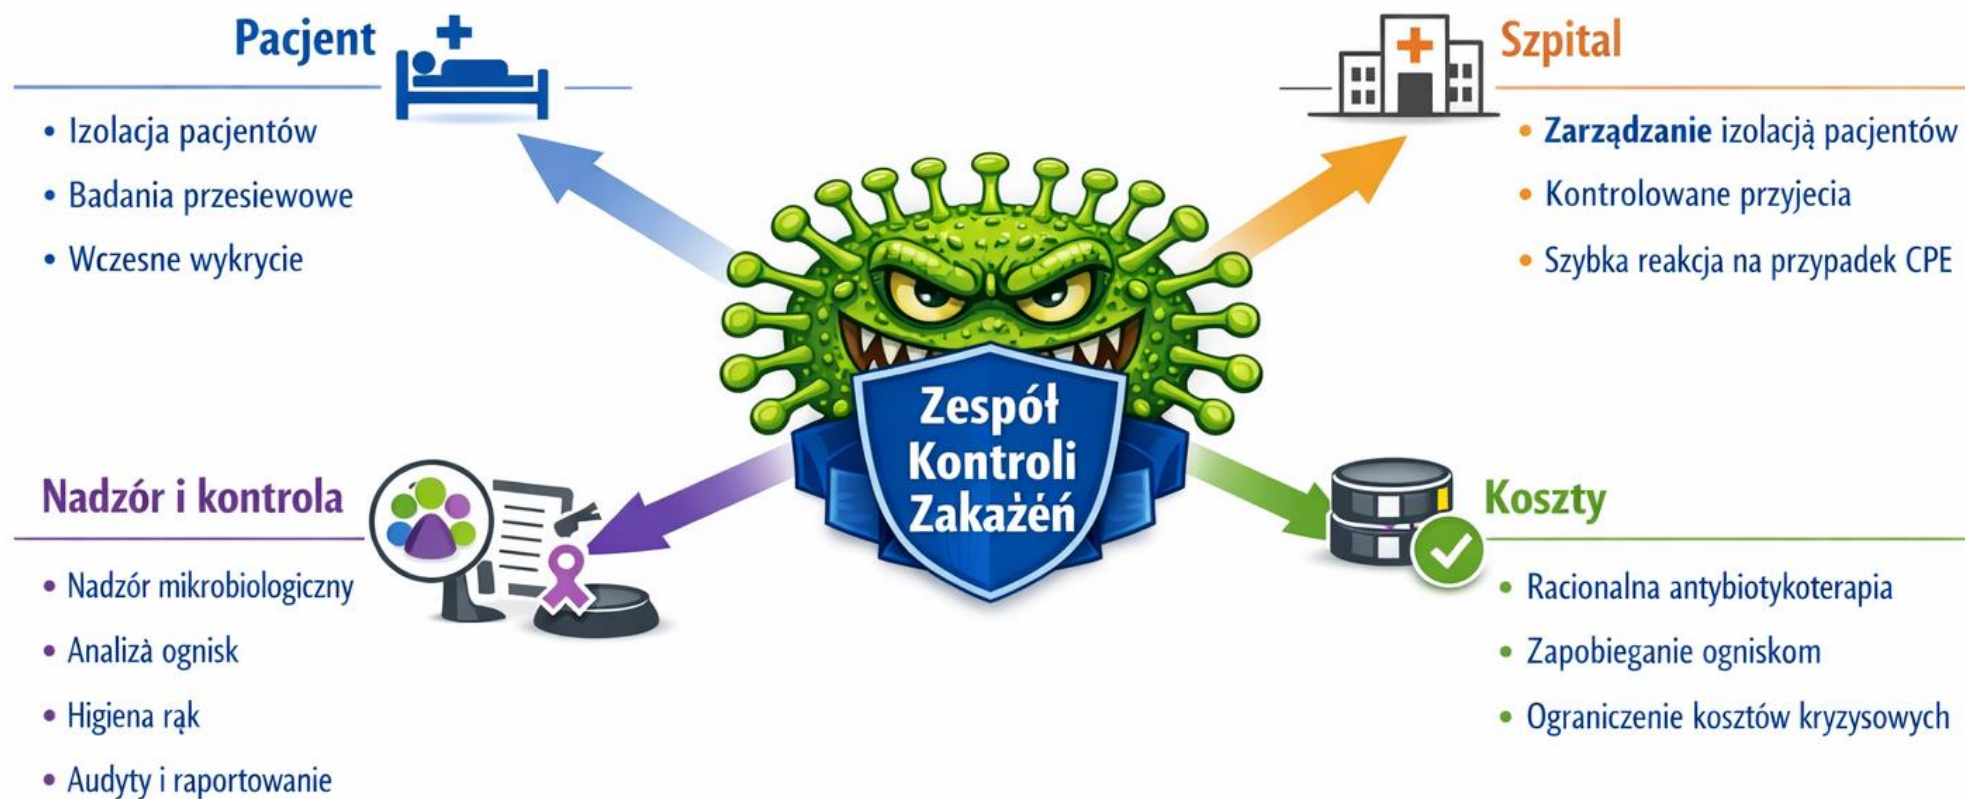 Pacjent
• Izolacja pacjentów
• Badania przesiewowe
• Wczesne wykrycie
Szpital
• Zarządzanie izolacją pacjentów
• Kontrolowane przyjecia
• Szybka reakcja na przypadek CPE
Zespół
Kontroli
Zakażėń
Nadzór i kontrola
• Nadzór mikrobiologiczny
• Analizà ognisk
• Higiena rąk
• Audyty i raportowanie
Koszty
• Racionalna antybiotykoterapia
• Zapobieganie ogniskom
• Ograniczenie kosztów kryzysowych